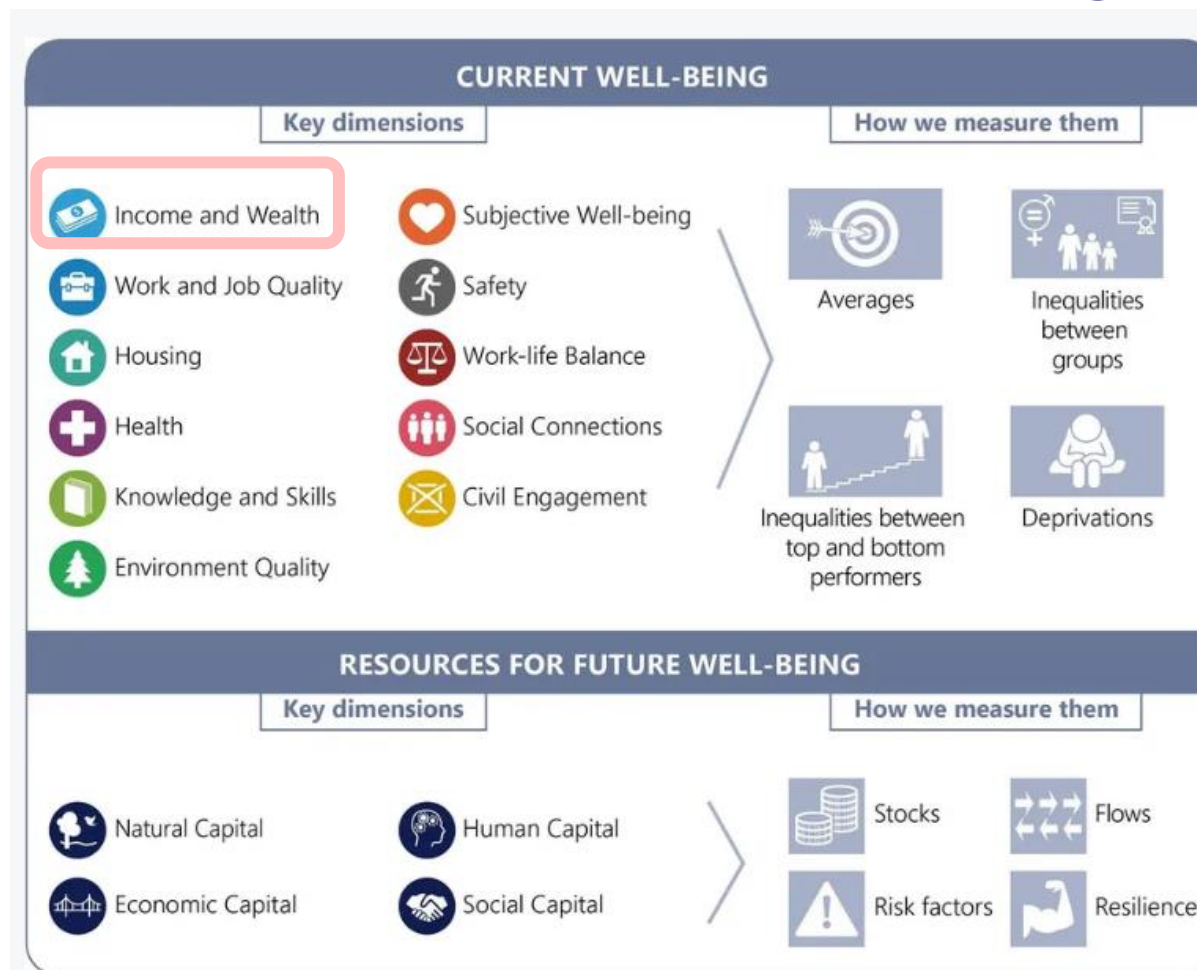 CURRENT WELL-BEING
Key dimensions
How we measure them
Income and Wealth
Work and Job Quality
Housing
Health
Knowledge and Skills
Environment Quality
Subjective Well-being
Safety
Work-life Balance
Social Connections
Civil Engagement
Averages
Inequalities
between
groups
Inequalities between
top and bottom
performers
Deprivations
RESOURCES FOR FUTURE WELL-BEING
Key dimensions
How we measure them
Natural Capital
Economic Capital
Human Capital
Social Capital
Stocks
Flows
Risk factors
Resilience